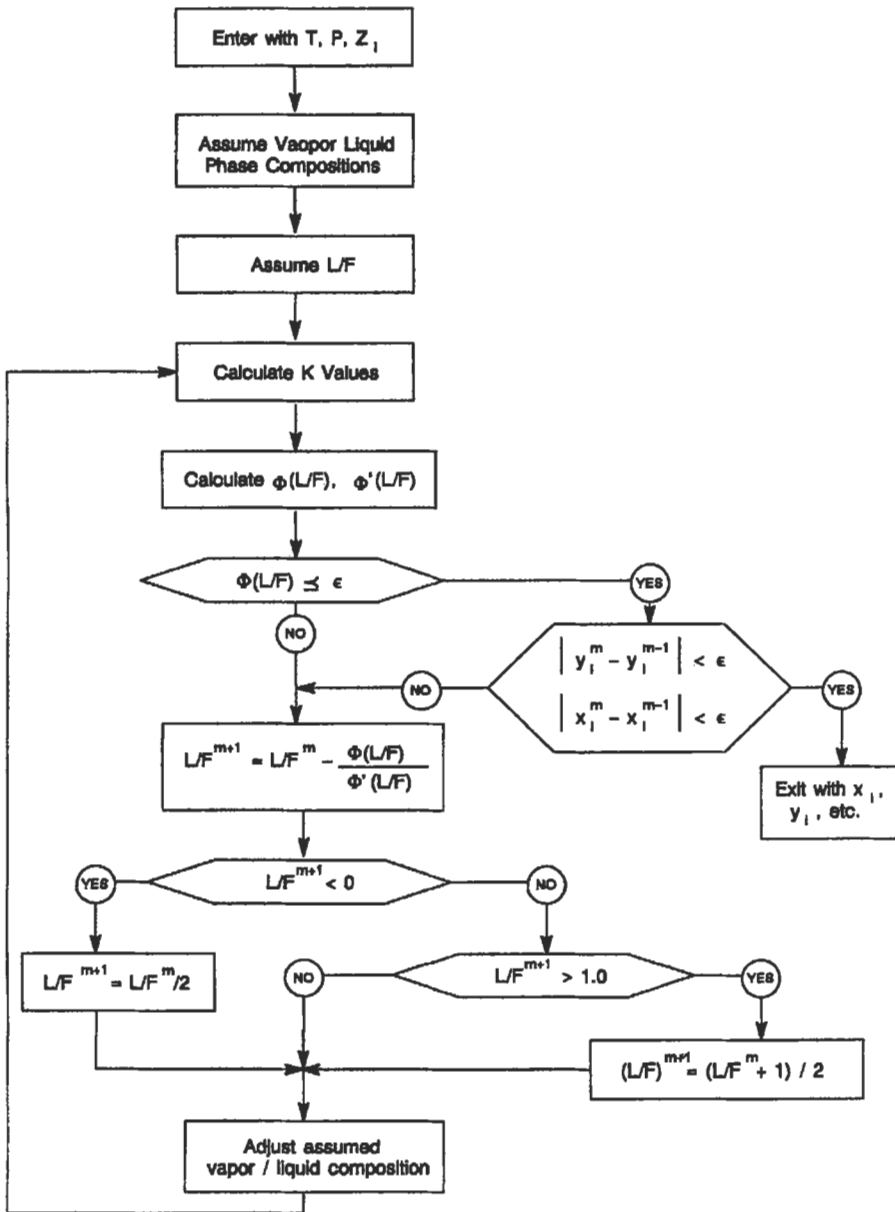 Enter with T, P, Z i
Assume Vaopor Liquid
Phase Compositions
Assume L/F
Calculate K Values
Calculate Φ(L/F), Φ'(L/F)
Φ(L/F) ≤ ϵ
YES
NO
| y i^m − y i^m-1 | < ϵ
| x i^m − x i^m-1 | < ϵ
NO
YES
L/F^m+1 = L/F^m − Φ(L/F) / Φ'(L/F)
Exit with x i,
y i, etc.
YES
L/F^m+1 < 0
NO
L/F^m+1 = L/F^m/2
NO
L/F^m+1 > 1.0
YES
(L/F)^m+1 = (L/F^m + 1) / 2
Adjust assumed
vapor / liquid composition